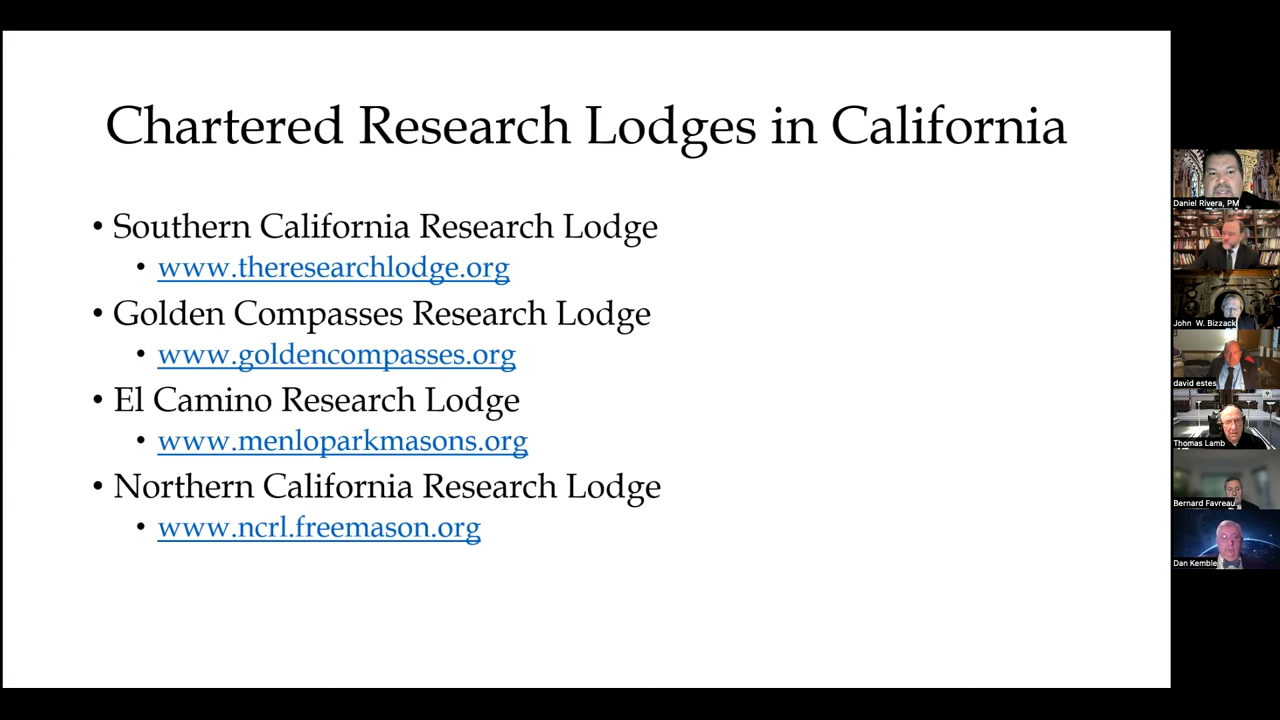 Chartered Research Lodges in California
• Southern California Research Lodge
• www.theresearchlodge.org
• Golden Compasses Research Lodge
• www.goldencompasses.org
• El Camino Research Lodge
• www.menloparkmasons.org
• Northern California Research Lodge
• www.ncrl.freemason.org
Daniel Rivera, PM
John W. Bizzack
david estes
Thomas Lamb
Bernard Favreau
Dan Kemble